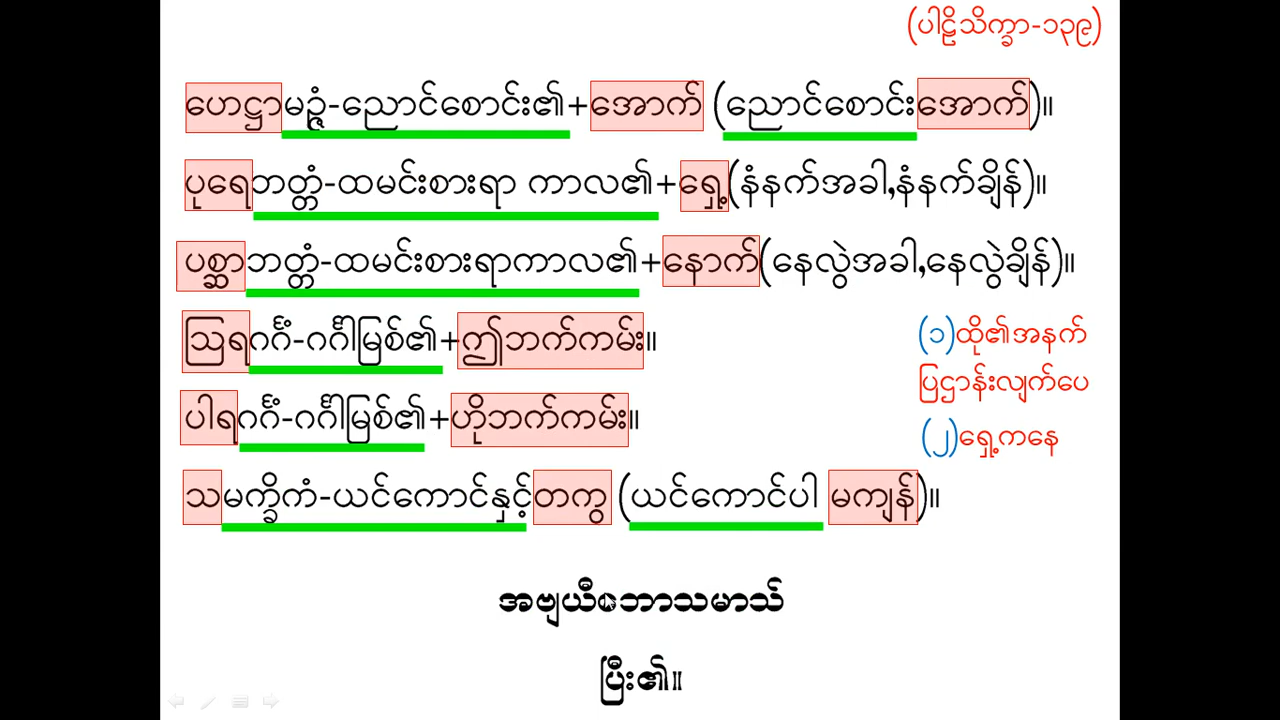 (ပါဠိသိက္ခာ-၁၃၉)
ဟေဋ္ဌာမဉ္စံ-ညောင်စောင်း၏+အောက် (ညောင်စောင်းအောက်)။
ပုရေဘတ္တံ-ထမင်းစားရာ ကာလ၏+ရှေ့(နံနက်အခါ,နံနက်ချိန်)။
ပစ္ဆာဘတ္တံ-ထမင်းစားရာကာလ၏+နောက်(နေလွဲအခါ,နေလွဲချိန်)။
ဩရဂင်္ဂံ-ဂင်္ဂါမြစ်၏+ဤဘက်ကမ်း။
ပါရဂင်္ဂံ-ဂင်္ဂါမြစ်၏+ဟိုဘက်ကမ်း။
သမက္ခိကံ-ယင်ကောင်နှင့်တကွ (ယင်ကောင်ပါ မကျန်)။
(၁)ထို၏အနက်
ပြဌာန်းလျက်ပေ
(၂)ရှေ့ကနေ
အဗျယီဘောသမာသ်
ပြီး၏။